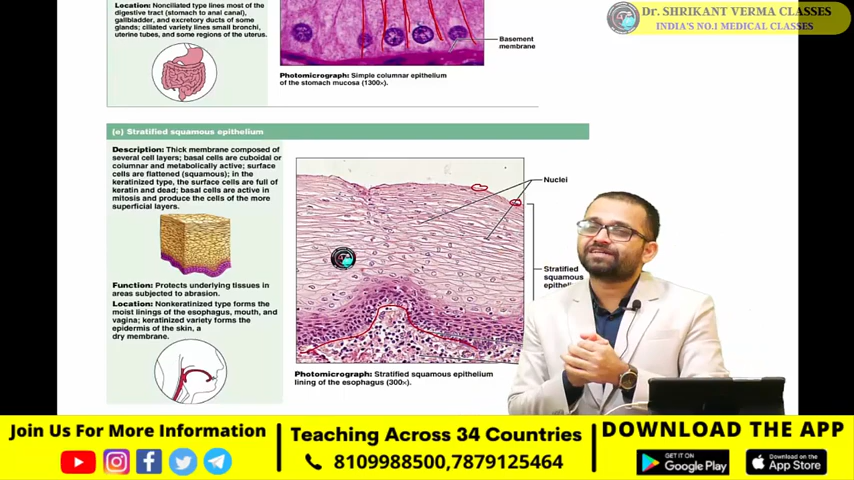 Location: Nonciliated type lines most of the
digestive tract (stomach to anal canal),
gallbladder, and excretory ducts of some
glands; ciliated variety lines small bronchi,
uterine tubes, and some regions of the uterus.
Basement
membrane
Photomicrograph: Simple columnar epithelium
of the stomach mucosa (1300×).
Dr. SHRIKANT VERMA CLASSES
INDIA'S NO.1 MEDICAL CLASSES
(e) Stratified squamous epithelium
Description: Thick membrane composed of
several cell layers; basal cells are cuboidal or
columnar and metabolically active; surface
cells are flattened (squamous); in the
keratinized type, the surface cells are full of
keratin and dead; basal cells are active in
mitosis and produce the cells of the more
superficial layers.
Function: Protects underlying tissues in
areas subjected to abrasion.
Location: Nonkeratinized type forms the
moist linings of the esophagus, mouth, and
vagina; keratinized variety forms the
epidermis of the skin, a
dry membrane.
Nuclei
Stratified
squamous
Photomicrograph: Stratified squamous epithelium
lining of the esophagus (300×).
Join Us For More Information
Teaching Across 34 Countries
8109988500,7879125464
DOWNLOAD THE APP
GET IT ON
Google Play
Download on the
App Store